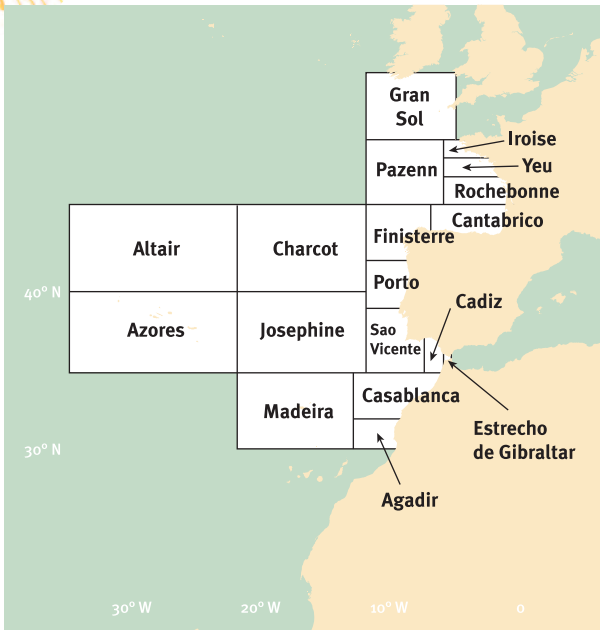 Gran
Sol
Iroise
Pazenn
Yeu
Rochebonne
Cantabrico
Finisterre
Altair
Charcot
Porto
40° N
Cadiz
Azores
Josephine
Sao
Vicente
Casablanca
Madeira
Estrecho
de Gibraltar
30° N
Agadir
30° W
20° W
10° W
0